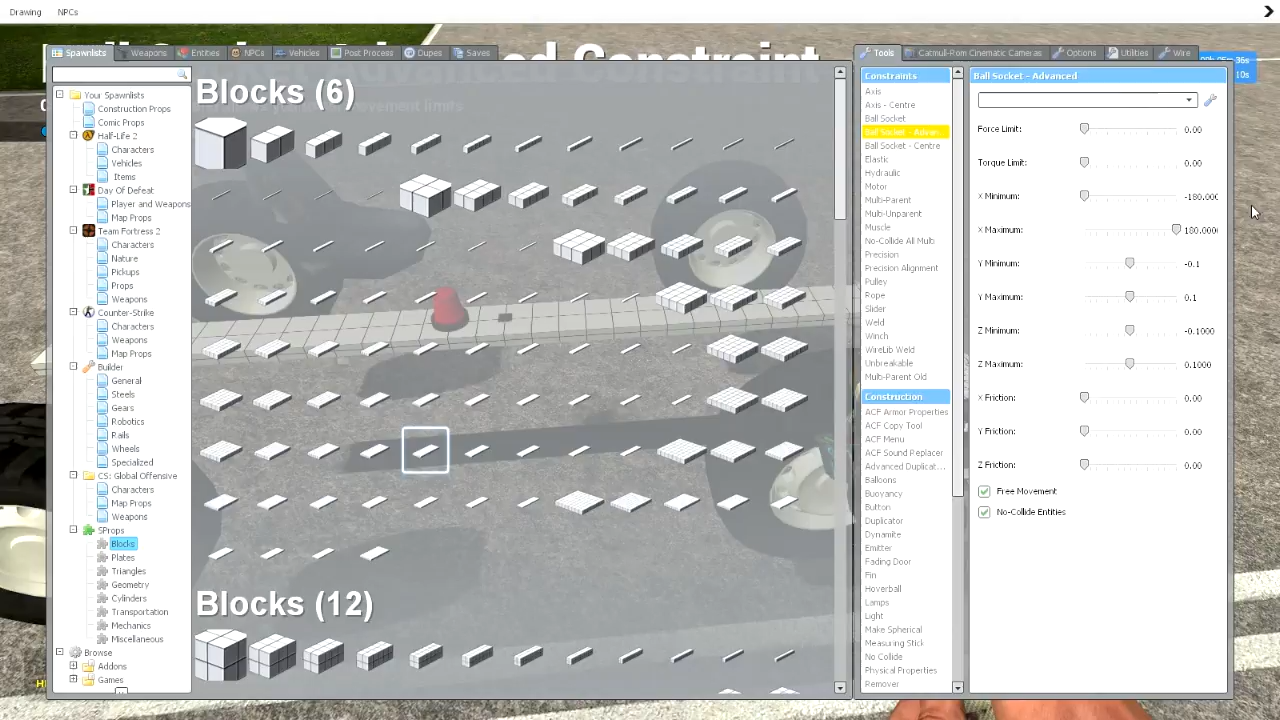 Drawing NPCs
Spawnlists Weapons Entities NPCs Vehicles Post Process Dupes Saves
Tools Catmull-Rom Cinematic Cameras Options Utilities Wire
Constraint
movement limits
Your Spawnlists
Construction Props
Comic Props
Half-Life 2
Characters
Vehicles
Items
Day Of Defeat
Player and Weapons
Map Props
Team Fortress 2
Characters
Nature
Pickups
Props
Weapons
Counter-Strike
Characters
Weapons
Map Props
Builder
General
Steels
Gears
Robotics
Rails
Wheels
Specialized
CS: Global Offensive
Characters
Map Props
Weapons
SProps
Blocks
Plates
Triangles
Geometry
Cylinders
Transportation
Mechanics
Miscellaneous
Browse
Addons
Games
Blocks (6)
Blocks (12)
Constraints
Axis
Axis - Centre
Ball Socket
Ball Socket - Advan...
Ball Socket - Centre
Elastic
Hydraulic
Motor
Multi-Parent
Multi-Unparent
Muscle
No-Collide All Multi
Precision
Precision Alignment
Pulley
Rope
Slider
Weld
Winch
WireLib Weld
Unbreakable
Multi-Parent Old
Construction
ACF Armor Properties
ACF Copy Tool
ACF Menu
ACF Sound Replacer
Advanced Duplicat...
Balloons
Buoyancy
Button
Duplicator
Dynamite
Emitter
Fading Door
Fin
Hoverball
Lamps
Light
Make Spherical
Measuring Stick
No Collide
Physical Properties
Remover
Ball Socket - Advanced
Force Limit: 0.00
Torque Limit: 0.00
X Minimum: -180.000
X Maximum: 180.000
Y Minimum: -0.1
Y Maximum: 0.1
Z Minimum: -0.1000
Z Maximum: 0.1000
X Friction: 0.00
Y Friction: 0.00
Z Friction: 0.00
Free Movement
No-Collide Entities